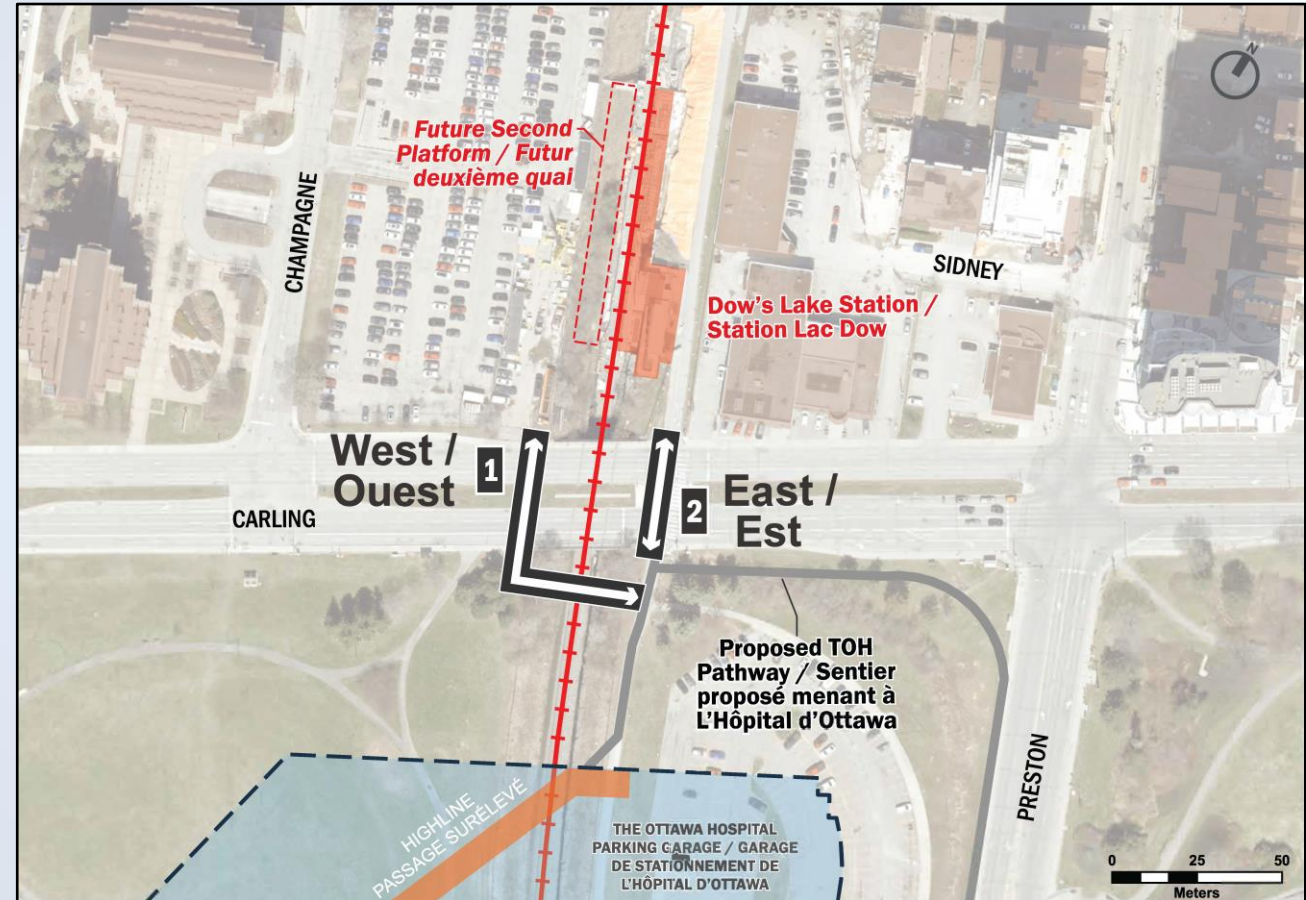 N
Future Second
Platform / Futur
deuxième quai
CHAMPAGNE
SIDNEY
Dow's Lake Station /
Station Lac Dow
West /
Ouest
1
2
East /
Est
CARLING
Proposed TOH
Pathway / Sentier
proposé menant à
L'Hôpital d'Ottawa
PRESTON
HIGHLINE
PASSAGE SURÉLEVÉ
THE OTTAWA HOSPITAL
PARKING GARAGE / GARAGE
DE STATIONNEMENT DE
L'HÔPITAL D'OTTAWA
0 25 50
Meters